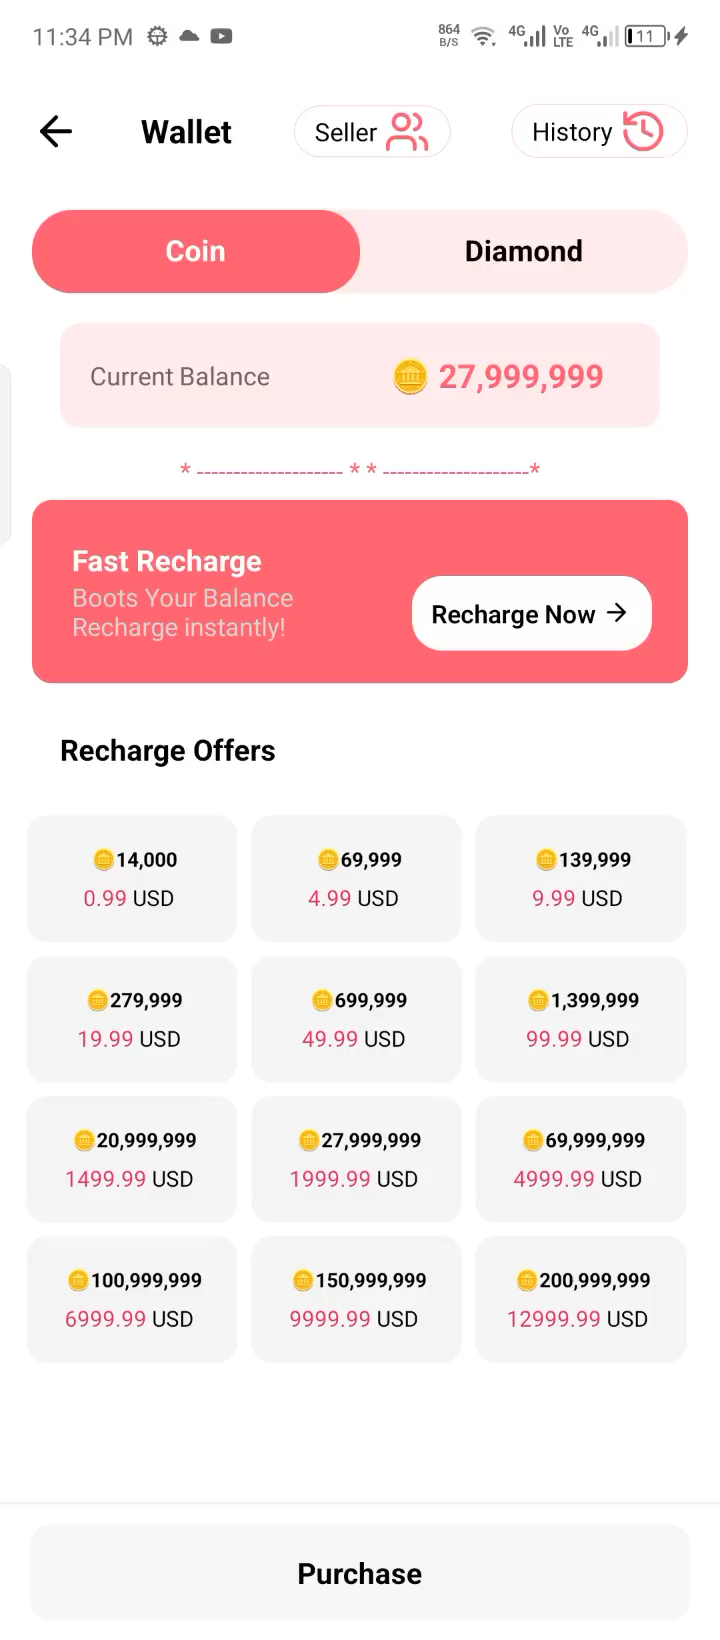 11:34 PM 864 B/S 4G Vo LTE 4G 11
Wallet Seller History
Coin Diamond
Current Balance 27,999,999
* -------------------- * * --------------------*
Fast Recharge
Boots Your Balance
Recharge instantly!
Recharge Now →
Recharge Offers
14,000 69,999 139,999
0.99 USD 4.99 USD 9.99 USD
279,999 699,999 1,399,999
19.99 USD 49.99 USD 99.99 USD
20,999,999 27,999,999 69,999,999
1499.99 USD 1999.99 USD 4999.99 USD
100,999,999 150,999,999 200,999,999
6999.99 USD 9999.99 USD 12999.99 USD
Purchase